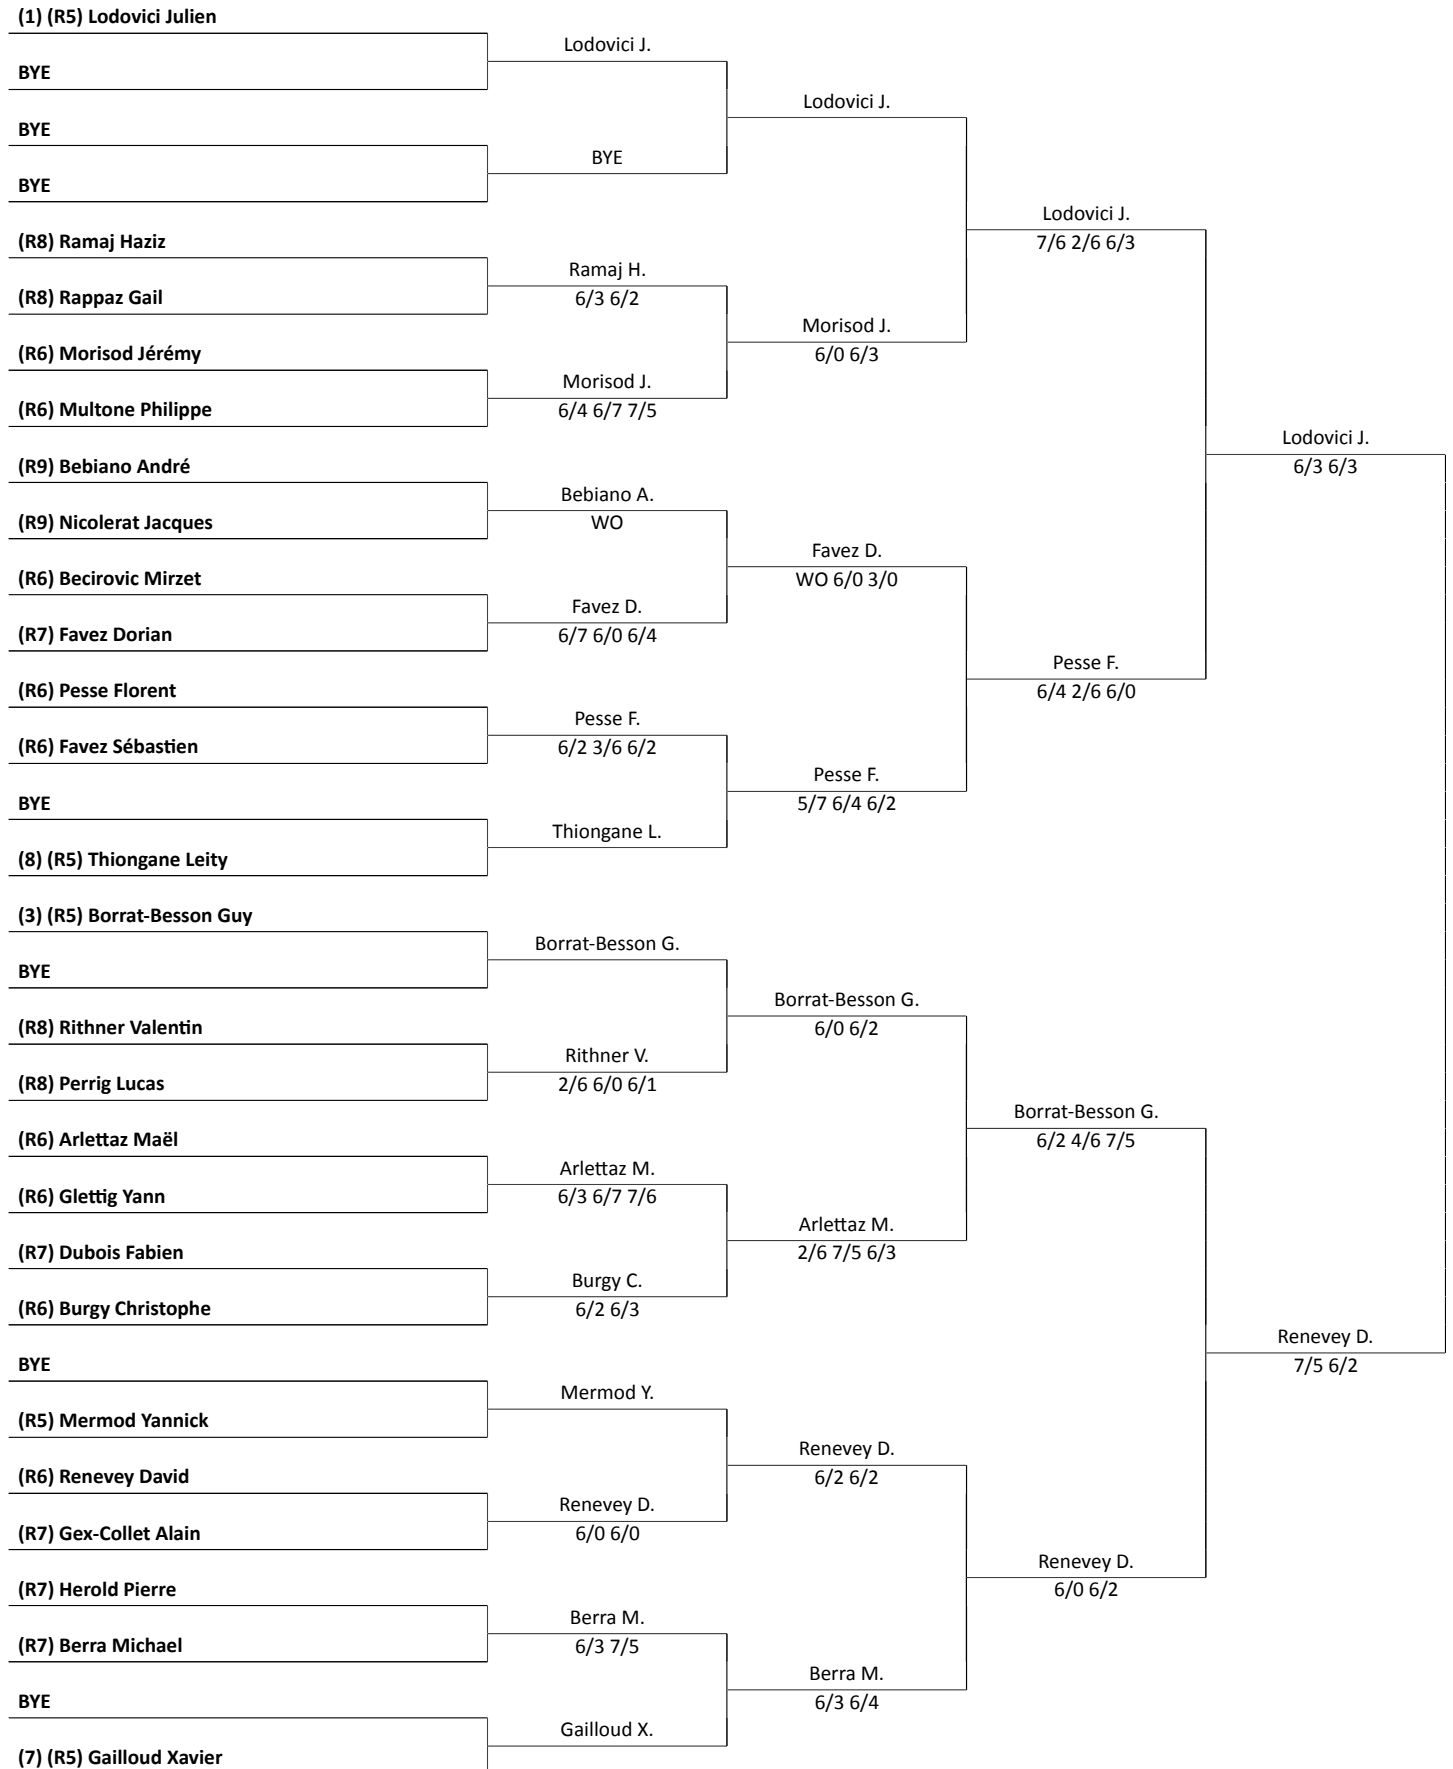 (1) (R5) Lodovici Julien
BYE
BYE
BYE
(R8) Ramaj Haziz
(R8) Rappaz Gail
(R6) Morisod Jérémy
(R6) Multone Philippe
(R9) Bebiano André
(R9) Nicolerat Jacques
(R6) Becirovic Mirzet
(R7) Favez Dorian
(R6) Pesse Florent
(R6) Favez Sébastien
BYE
(8) (R5) Thiongane Leity
(3) (R5) Borrat-Besson Guy
BYE
(R8) Rithner Valentin
(R8) Perrig Lucas
(R6) Arlettaz Maël
(R6) Glettig Yann
(R7) Dubois Fabien
(R6) Burgy Christophe
BYE
(R5) Mermod Yannick
(R6) Renevey David
(R7) Gex-Collet Alain
(R7) Herold Pierre
(R7) Berra Michael
BYE
(7) (R5) Gailloud Xavier
Lodovici J.
BYE
Ramaj H.
6/3 6/2
Morisod J.
6/4 6/7 7/5
Bebiano A.
WO
Favez D.
6/7 6/0 6/4
Pesse F.
6/2 3/6 6/2
Thiongane L.
Borrat-Besson G.
Rithner V.
2/6 6/0 6/1
Arlettaz M.
6/3 6/7 7/6
Burgy C.
6/2 6/3
Mermod Y.
Renevey D.
6/0 6/0
Berra M.
6/3 7/5
Gailloud X.
Lodovici J.
Morisod J.
6/0 6/3
Favez D.
WO 6/0 3/0
Pesse F.
5/7 6/4 6/2
Borrat-Besson G.
6/0 6/2
Arlettaz M.
2/6 7/5 6/3
Renevey D.
6/2 6/2
Berra M.
6/3 6/4
Lodovici J.
7/6 2/6 6/3
Pesse F.
6/4 2/6 6/0
Borrat-Besson G.
6/2 4/6 7/5
Renevey D.
6/0 6/2
Lodovici J.
6/3 6/3
Renevey D.
7/5 6/2